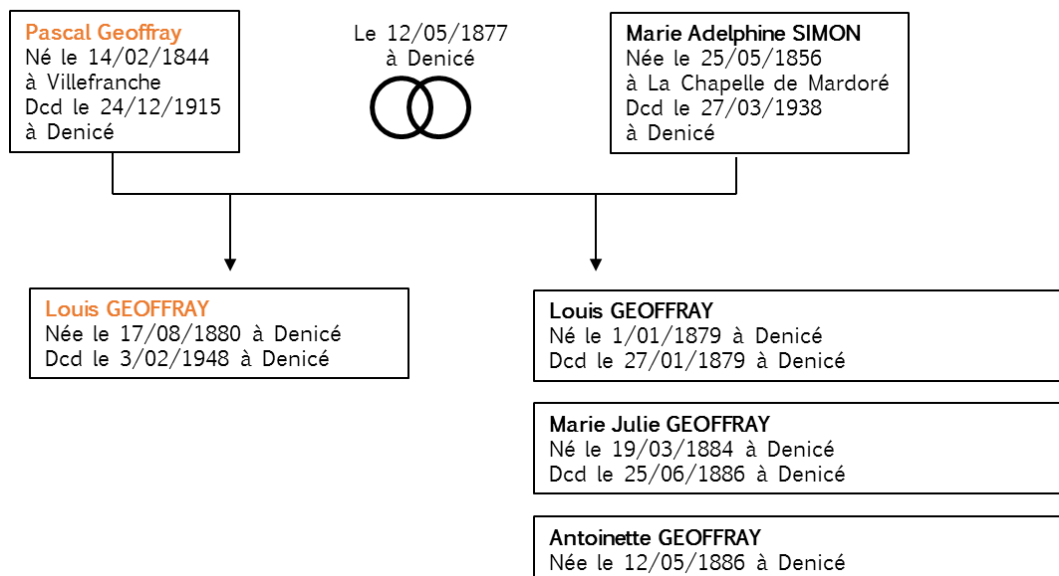 Pascal Geoffray
Né le 14/02/1844
à Villefranche
Dcd le 24/12/1915
à Denicé
Le 12/05/1877
à Denicé
Marie Adelphine SIMON
Née le 25/05/1856
à La Chapelle de Mardoré
Dcd le 27/03/1938
à Denicé
Louis GEOFFRAY
Née le 17/08/1880 à Denicé
Dcd le 3/02/1948 à Denicé
Louis GEOFFRAY
Né le 1/01/1879 à Denicé
Dcd le 27/01/1879 à Denicé
Marie Julie GEOFFRAY
Né le 19/03/1884 à Denicé
Dcd le 25/06/1886 à Denicé
Antoinette GEOFFRAY
Née le 12/05/1886 à Denicé